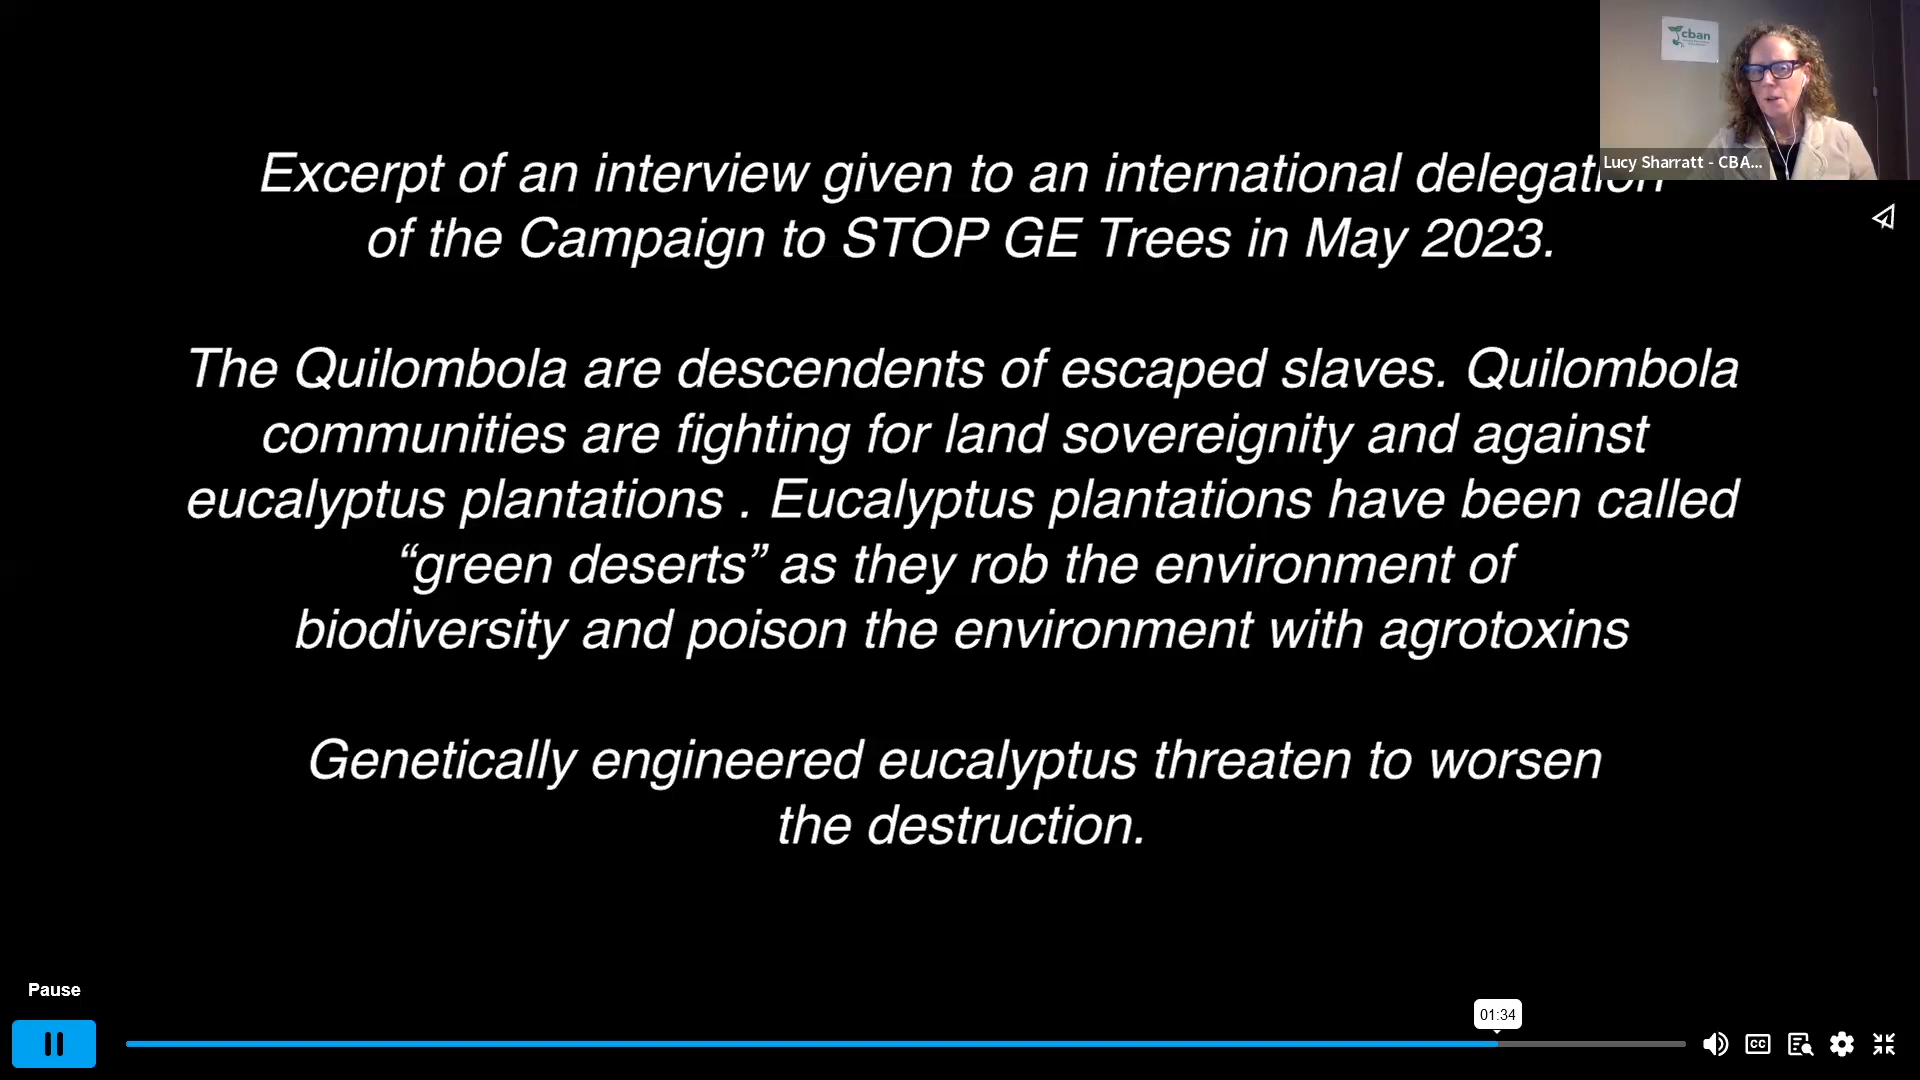 cban
Lucy Sharratt - CBA...
Excerpt of an interview given to an international delegation
of the Campaign to STOP GE Trees in May 2023.
The Quilombola are descendents of escaped slaves. Quilombola
communities are fighting for land sovereignity and against
eucalyptus plantations . Eucalyptus plantations have been called
“green deserts” as they rob the environment of
biodiversity and poison the environment with agrotoxins
Genetically engineered eucalyptus threaten to worsen
the destruction.
Pause
01:34
CC